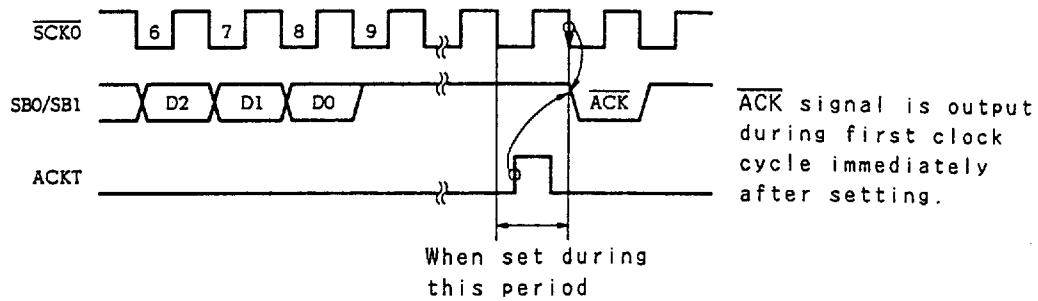 SCK0
6 7 8 9
SB0/SB1
D2 D1 D0 ACK
ACKT
ACK signal is output
during first clock
cycle immediately
after setting.
When set during
this period